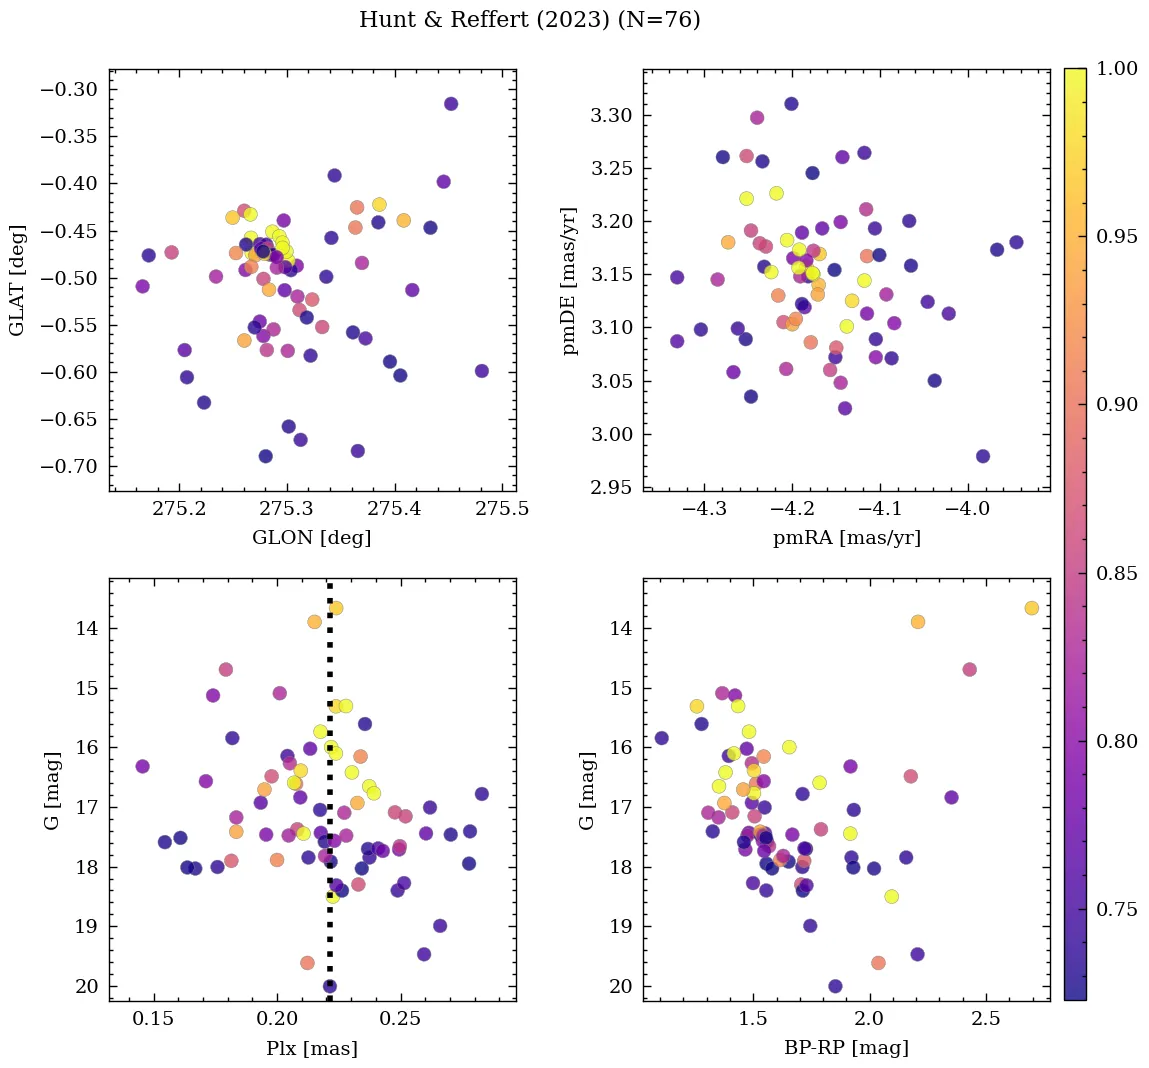 Hunt & Reffert (2023) (N=76)
−0.30
−0.35
−0.40
−0.45
−0.50
−0.55
−0.60
−0.65
−0.70
GLAT [deg]
275.2 275.3 275.4 275.5
GLON [deg]
3.30
3.25
3.20
3.15
3.10
3.05
3.00
2.95
pmDE [mas/yr]
−4.3 −4.2 −4.1 −4.0
pmRA [mas/yr]
14
15
16
17
18
19
20
G [mag]
0.15 0.20 0.25
Plx [mas]
14
15
16
17
18
19
20
G [mag]
1.5 2.0 2.5
BP-RP [mag]
1.00
0.95
0.90
0.85
0.80
0.75